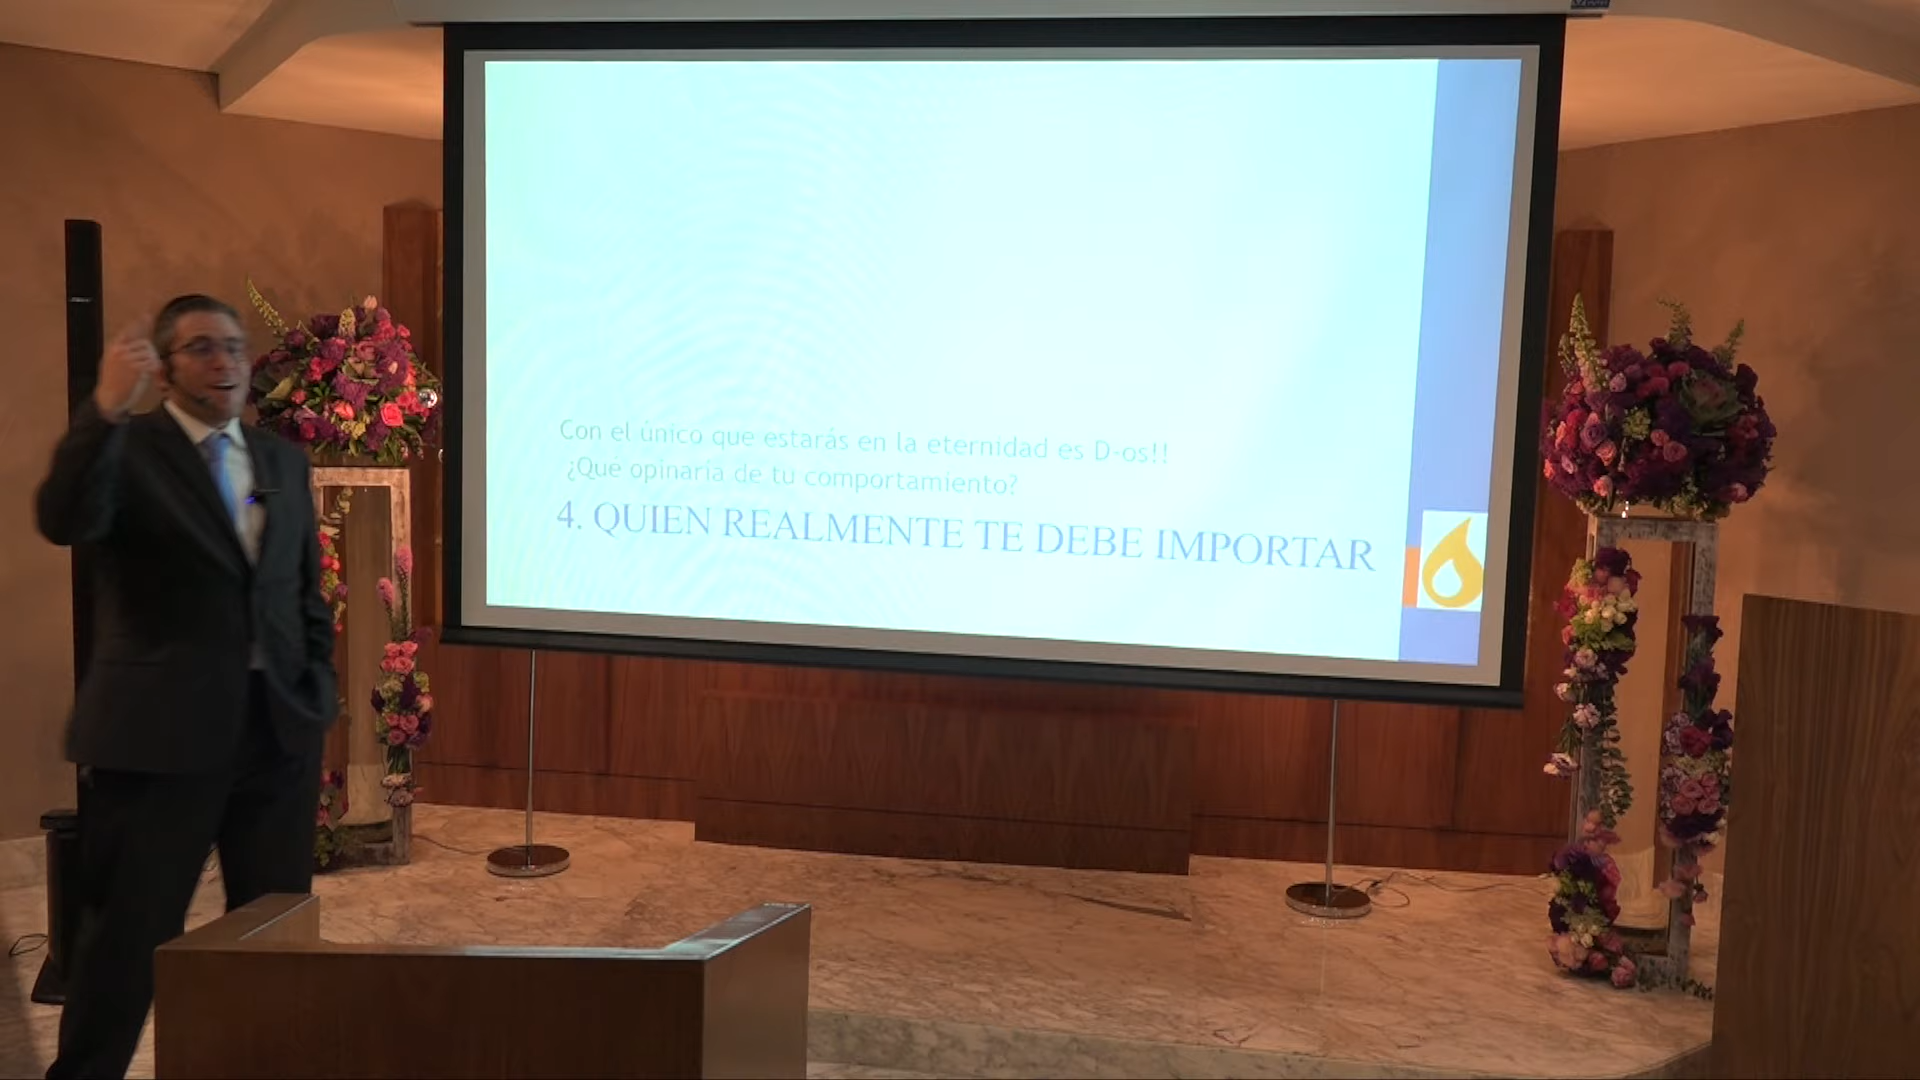 Con el único que estarás en la eternidad es D-os!!
¿Qué opinaría de tu comportamiento?
4. QUIEN REALMENTE TE DEBE IMPORTAR